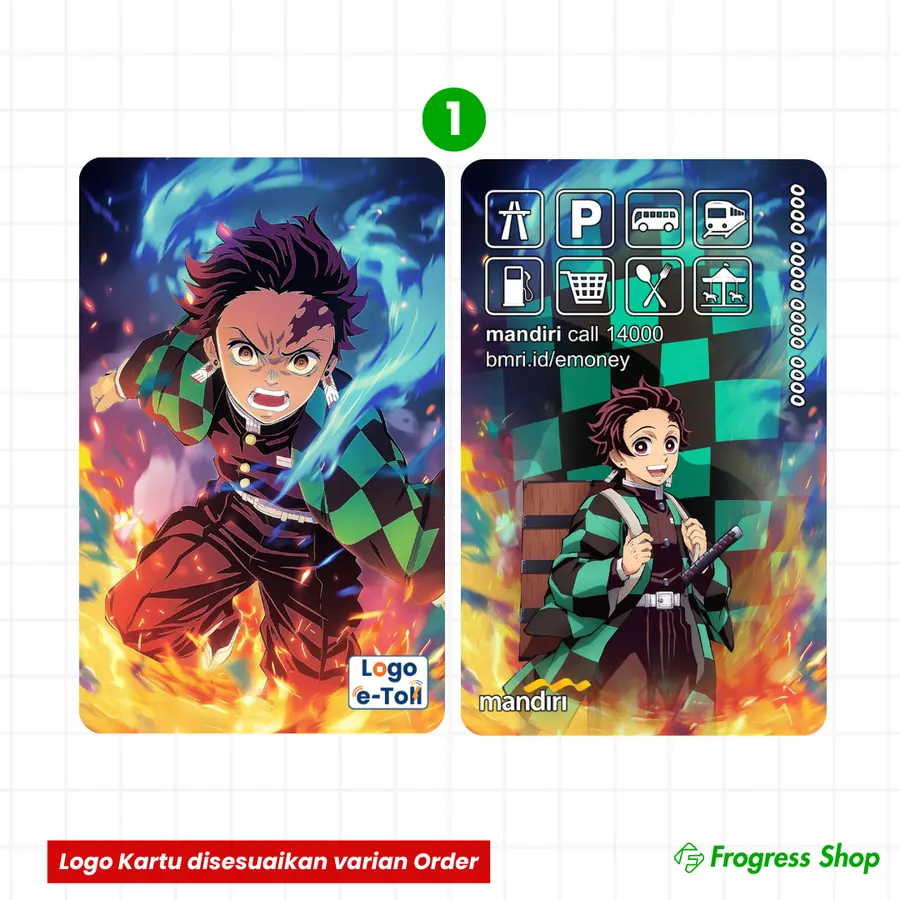 1
Logo
e-Toll
P
0000 0000 0000 0000
mandiri call 14000
bmri.id/emoney
mandırı
Logo Kartu disesuaikan varian Order
Frogress Shop